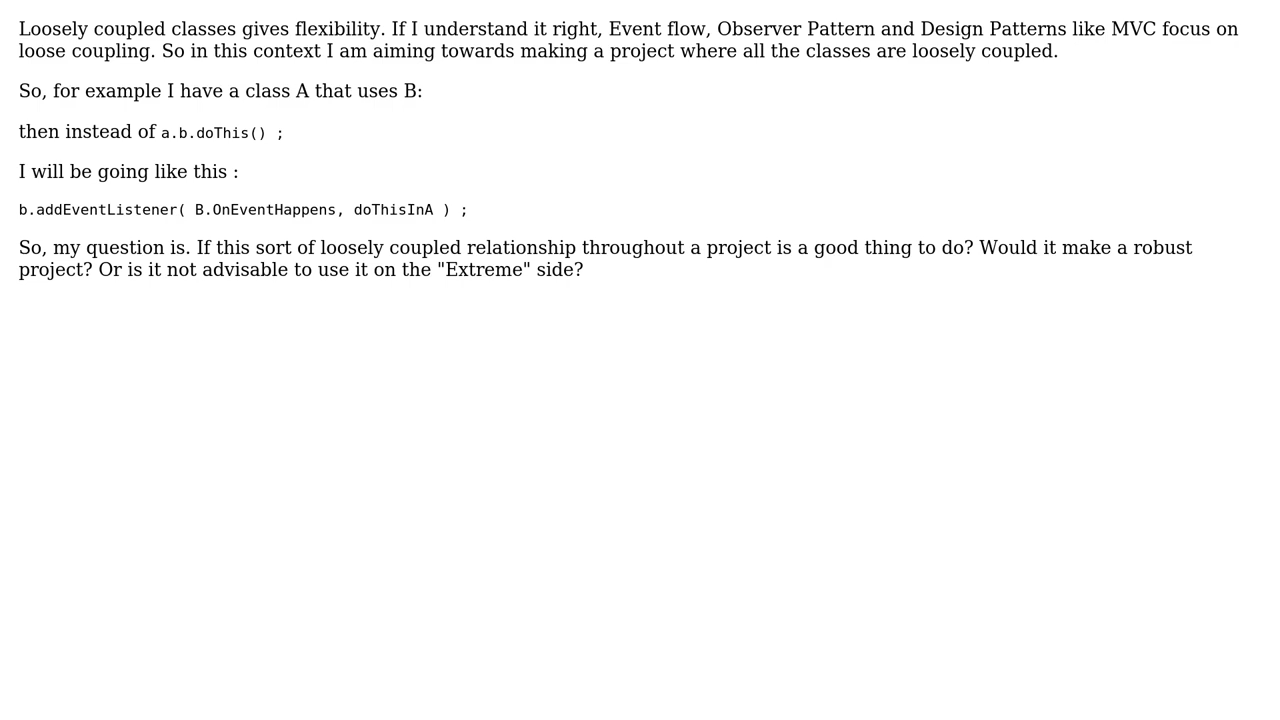 Loosely coupled classes gives flexibility. If I understand it right, Event flow, Observer Pattern and Design Patterns like MVC focus on
loose coupling. So in this context I am aiming towards making a project where all the classes are loosely coupled.
So, for example I have a class A that uses B:
then instead of a.b.doThis() ;
I will be going like this :
b.addEventListener( B.OnEventHappens, doThisInA ) ;
So, my question is. If this sort of loosely coupled relationship throughout a project is a good thing to do? Would it make a robust
project? Or is it not advisable to use it on the "Extreme" side?